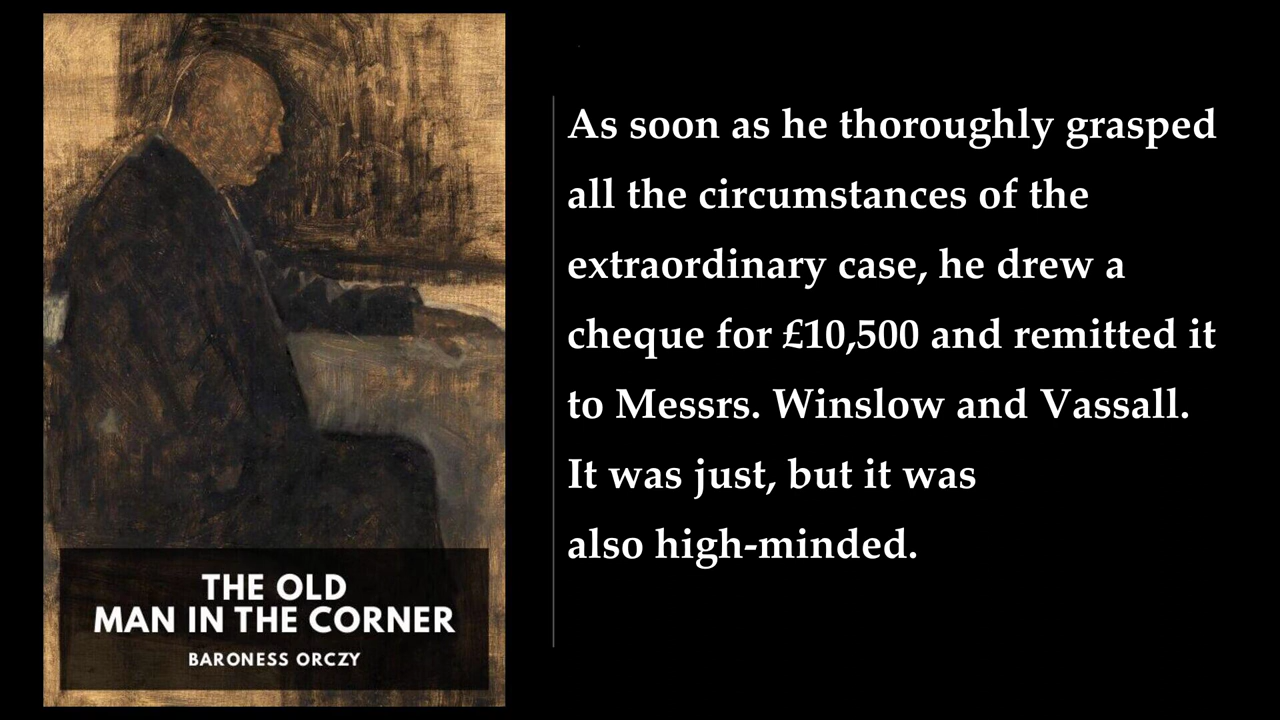 As soon as he thoroughly grasped
all the circumstances of the
extraordinary case, he drew a
cheque for £10,500 and remitted it
to Messrs. Winslow and Vassall.
It was just, but it was
also high-minded.
THE OLD
MAN IN THE CORNER
BARONESS ORCZY